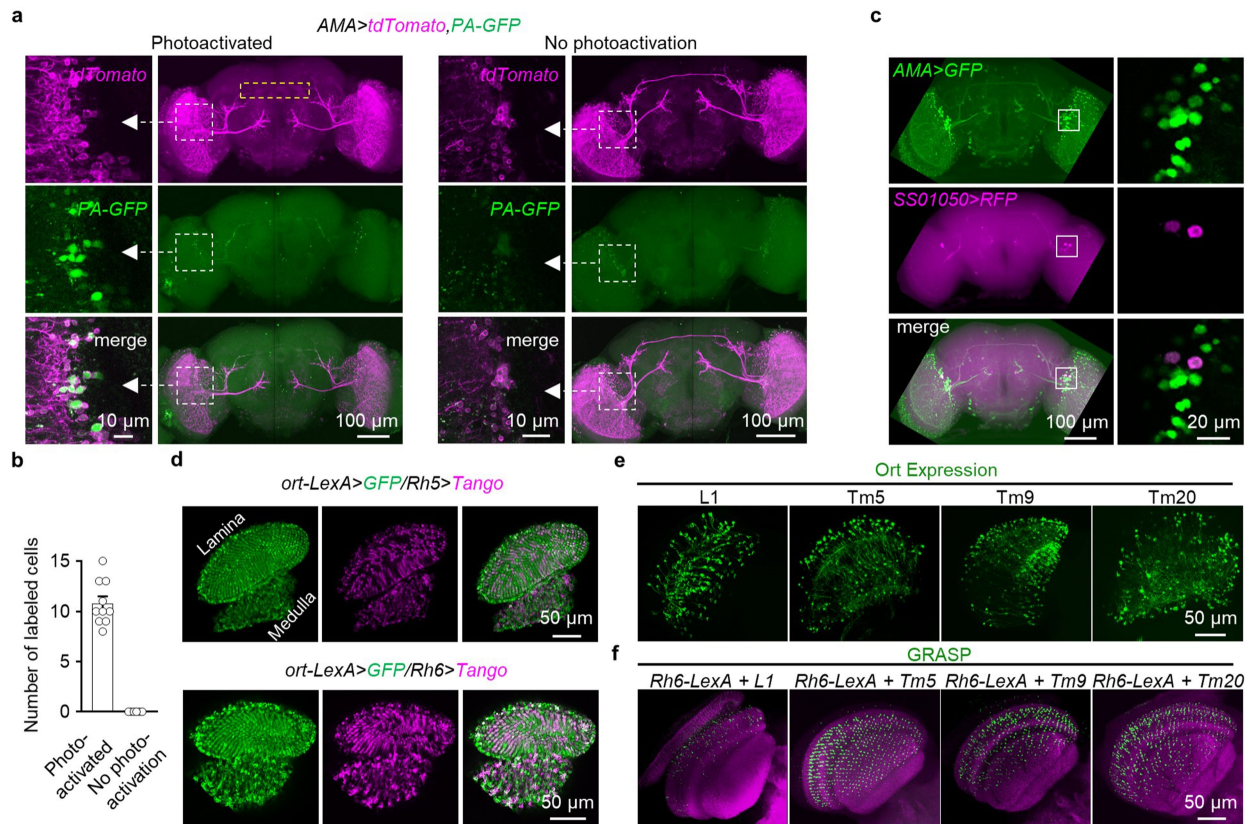 a
AMA>tdTomato,PA-GFP
Photoactivated
No photoactivation
tdTomato
tdTomato
PA-GFP
PA-GFP
merge
merge
10 µm
100 µm
10 µm
100 µm
c
AMA>GFP
SS01050>RFP
merge
100 µm
20 µm
b
Number of labeled cells
15
10
5
0
Photo-
activated
No photo-
activation
d
ort-LexA>GFP/Rh5>Tango
Lamina
Medulla
50 µm
ort-LexA>GFP/Rh6>Tango
50 µm
e
Ort Expression
L1 Tm5 Tm9 Tm20
50 µm
f
GRASP
Rh6-LexA + L1 Rh6-LexA + Tm5 Rh6-LexA + Tm9 Rh6-LexA + Tm20
50 µm